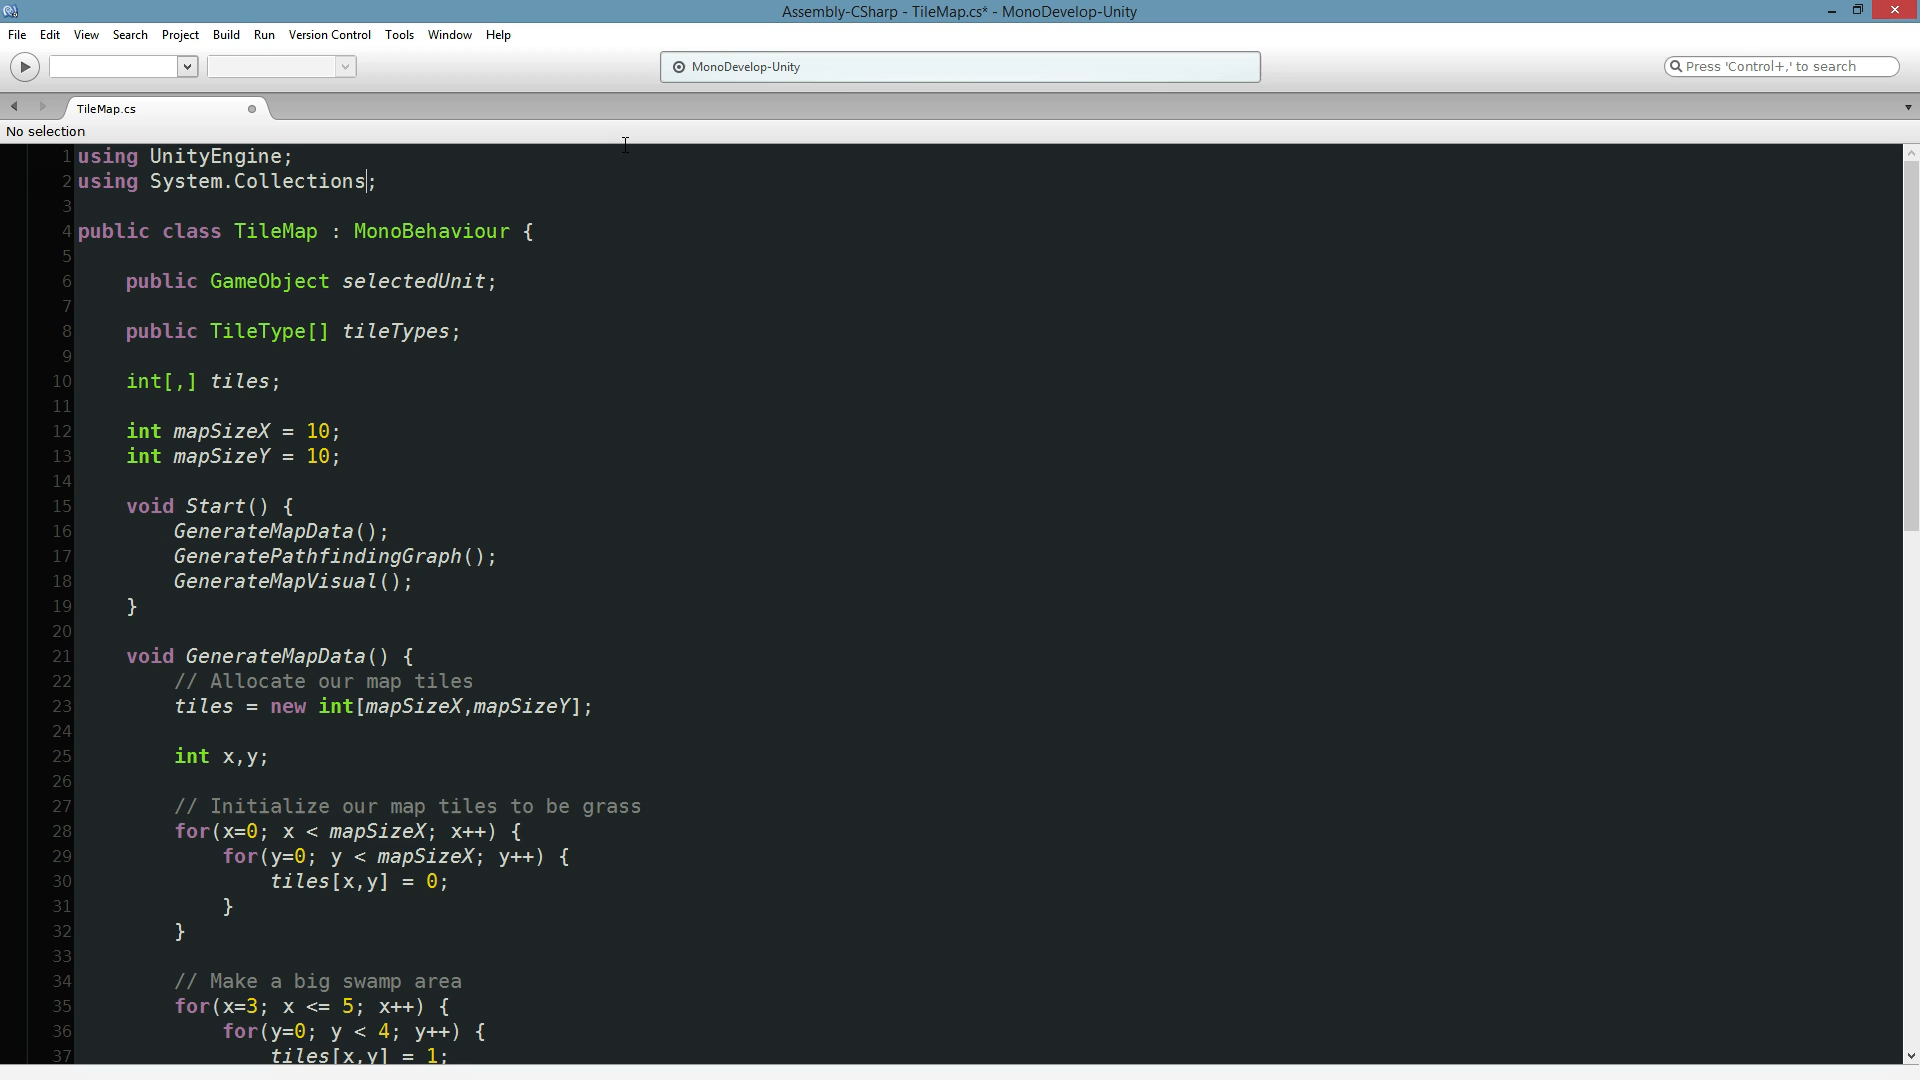 Assembly-CSharp - TileMap.cs* - MonoDevelop-Unity
File Edit View Search Project Build Run Version Control Tools Window Help
MonoDevelop-Unity
Press 'Control+,' to search
TileMap.cs
No selection
1 using UnityEngine;
2 using System.Collections;
3
4 public class TileMap : MonoBehaviour {
5
6 public GameObject selectedUnit;
7
8 public TileType[] tileTypes;
9
10 int[,] tiles;
11
12 int mapSizeX = 10;
13 int mapSizeY = 10;
14
15 void Start() {
16 GenerateMapData();
17 GeneratePathfindingGraph();
18 GenerateMapVisual();
19 }
20
21 void GenerateMapData() {
22 // Allocate our map tiles
23 tiles = new int[mapSizeX,mapSizeY];
24
25 int x,y;
26
27 // Initialize our map tiles to be grass
28 for(x=0; x < mapSizeX; x++) {
29 for(y=0; y < mapSizeX; y++) {
30 tiles[x,y] = 0;
31 }
32 }
33
34 // Make a big swamp area
35 for(x=3; x <= 5; x++) {
36 for(y=0; y < 4; y++) {
37 tiles[x,y] = 1;